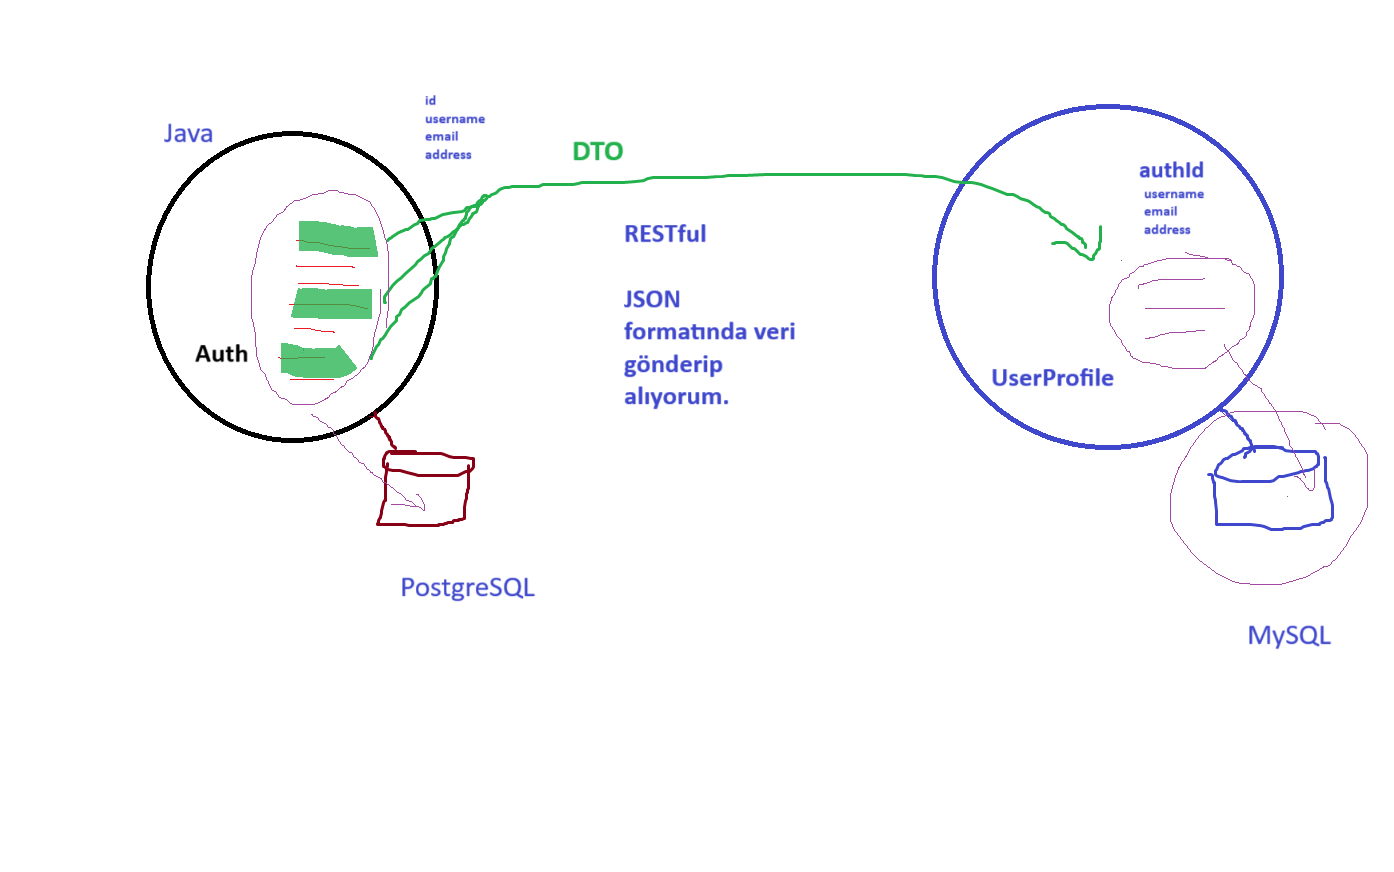 Java
id
username
email
address
DTO
RESTful
JSON
formatında veri
gönderip
alıyorum.
Auth
PostgreSQL
authId
username
email
address
UserProfile
MySQL